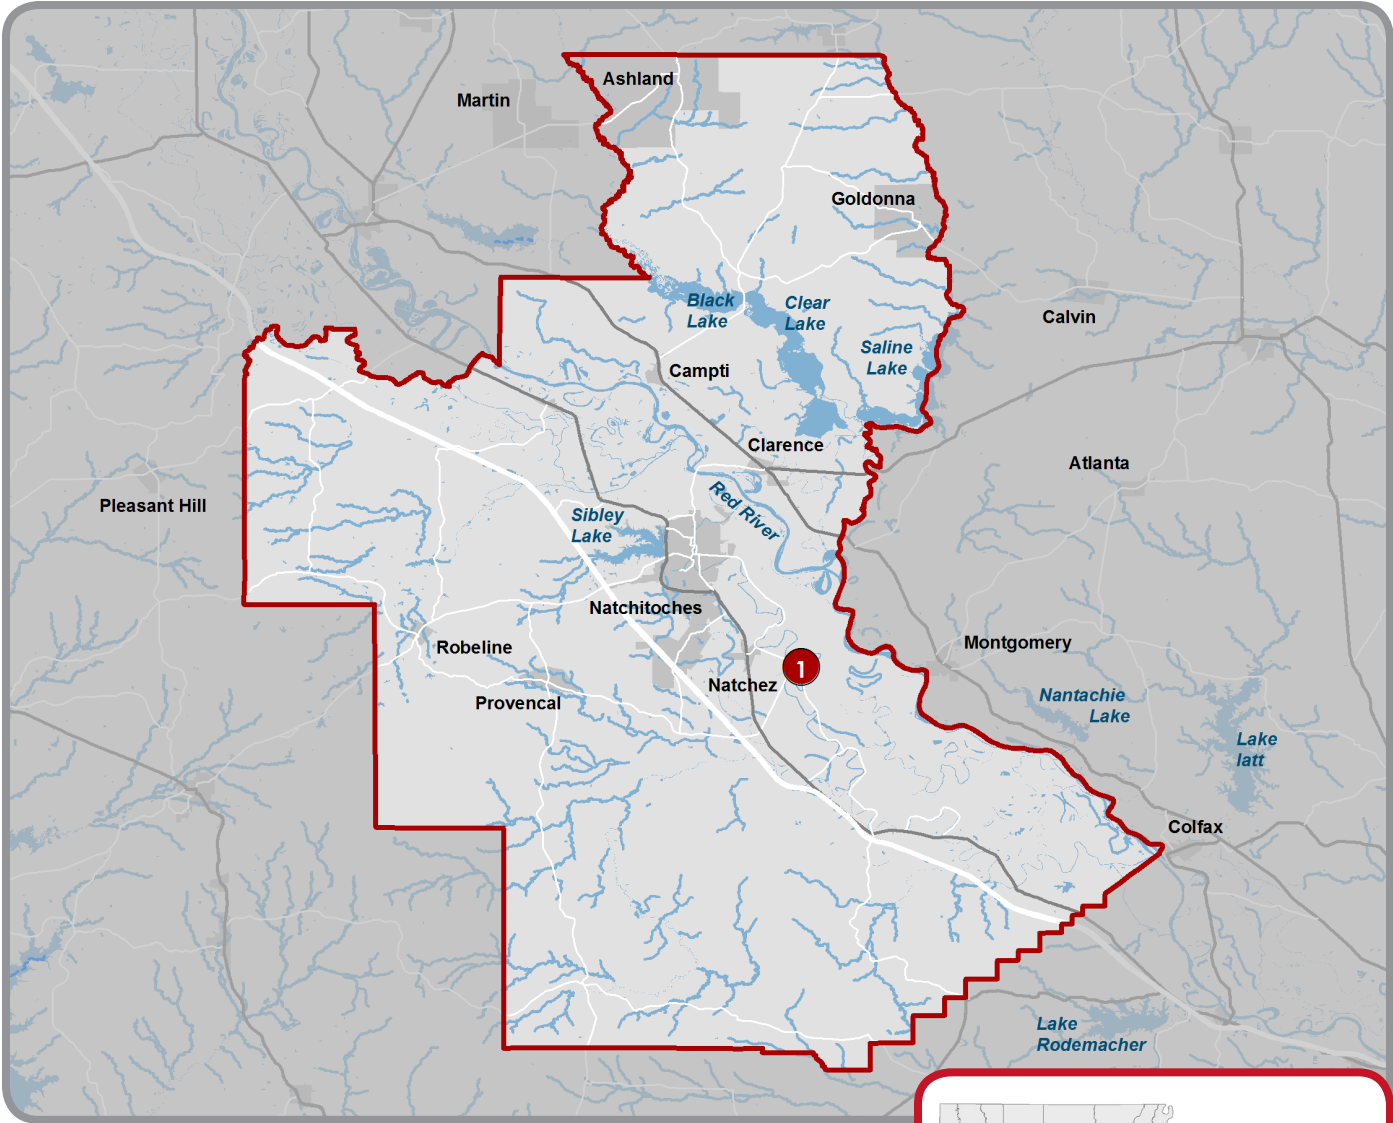 Ashland
Martin
Goldonna
Black
Lake
Clear
Lake
Calvin
Saline
Lake
Campti
Clarence
Atlanta
Pleasant Hill
Red River
Sibley
Lake
Natchitoches
Robeline
Montgomery
1
Natchez
Provencal
Nantachie
Lake
Lake
Iatt
Colfax
Lake
Rodemacher